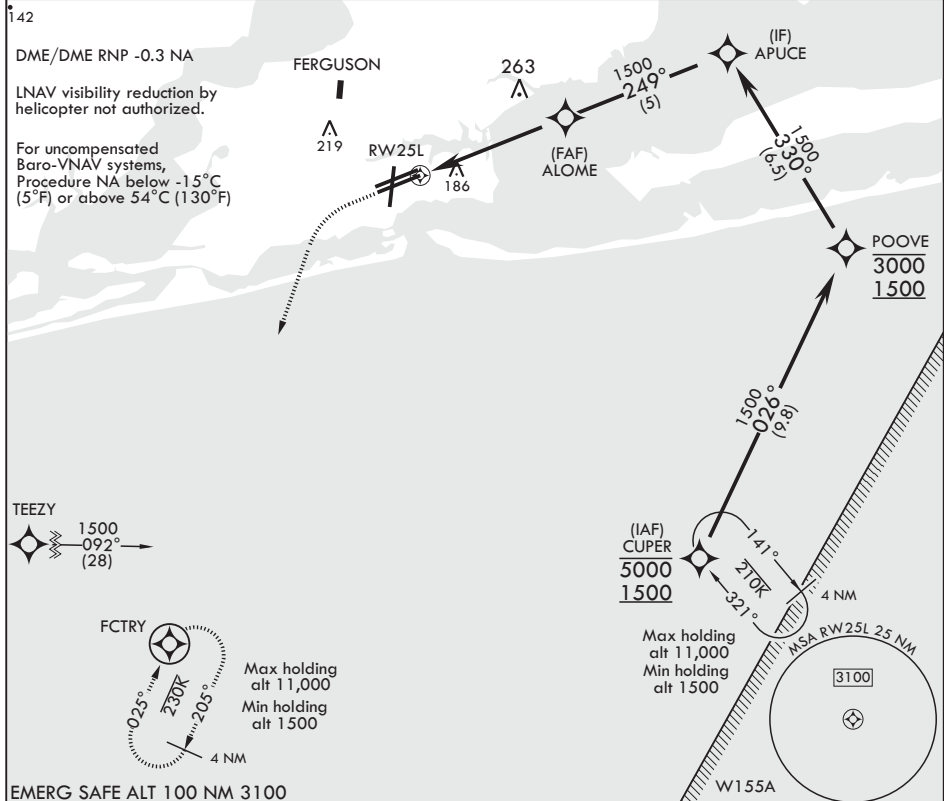 142
DME/DME RNP -0.3 NA
LNAV visibility reduction by
helicopter not authorized.
For uncompensated
Baro-VNAV systems,
Procedure NA below -15°C
(5°F) or above 54°C (130°F)
FERGUSON
219
263
RW25L
186
(FAF)
ALOME
1500
249°
(5)
(IF)
APUCE
1500
330°
(6.5)
POOVE
3000
1500
1500
026°
(9.8)
TEEZY
1500
092°
(28)
(IAF)
CUPER
5000
1500
141°
210K
321°
4 NM
Max holding
alt 11,000
Min holding
alt 1500
FCTRY
025°
230K
205°
4 NM
Max holding
alt 11,000
Min holding
alt 1500
MSA RW25L 25 NM
3100
W155A
EMERG SAFE ALT 100 NM 3100